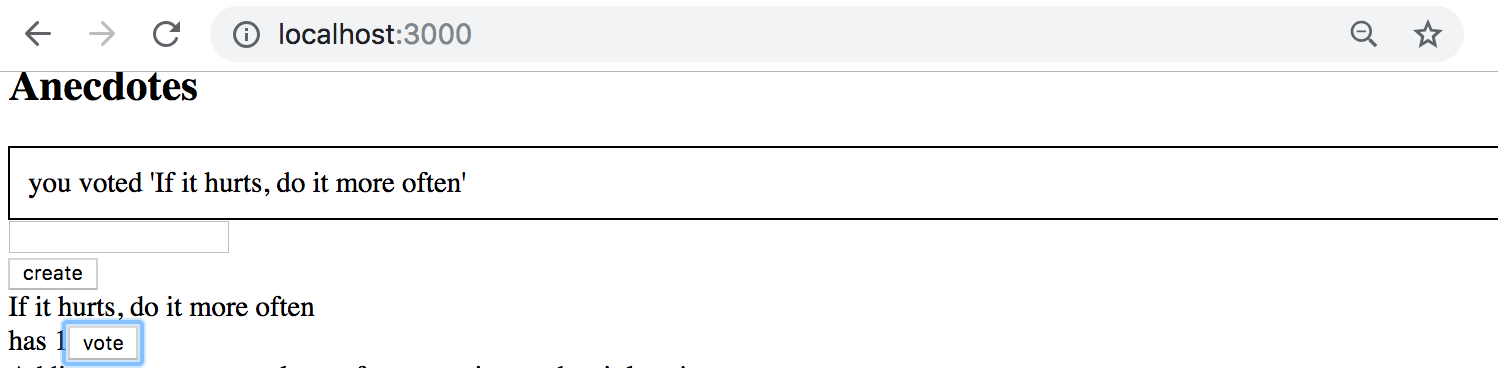 localhost:3000
Anecdotes
you voted 'If it hurts, do it more often'
create
If it hurts, do it more often
has 1 vote